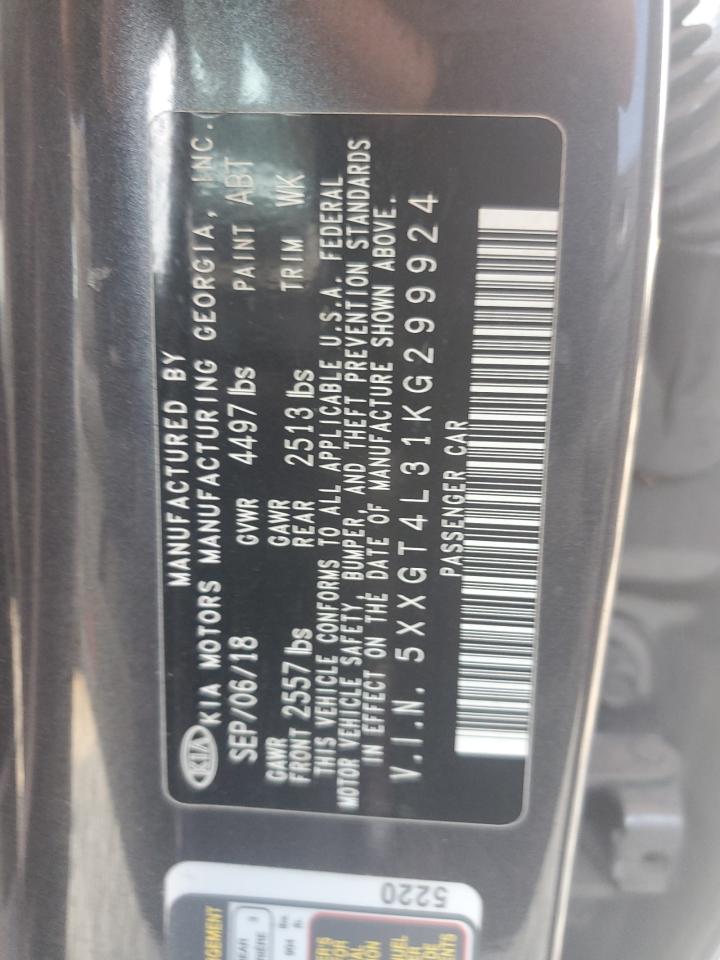 MANUFACTURED BY
KIA KIA MOTORS MANUFACTURING GEORGIA, INC.
SEP/06/18 GVWR 4497 lbs PAINT ABT
GAWR FRONT 2557 lbs GAWR REAR 2513 lbs TRIM WK
THIS VEHICLE CONFORMS TO ALL APPLICABLE U.S.A. FEDERAL
MOTOR VEHICLE SAFETY, BUMPER, AND THEFT PREVENTION STANDARDS
IN EFFECT ON THE DATE OF MANUFACTURE SHOWN ABOVE.
V.I.N. 5XXGT4L31KG299924
PASSENGER CAR
5220